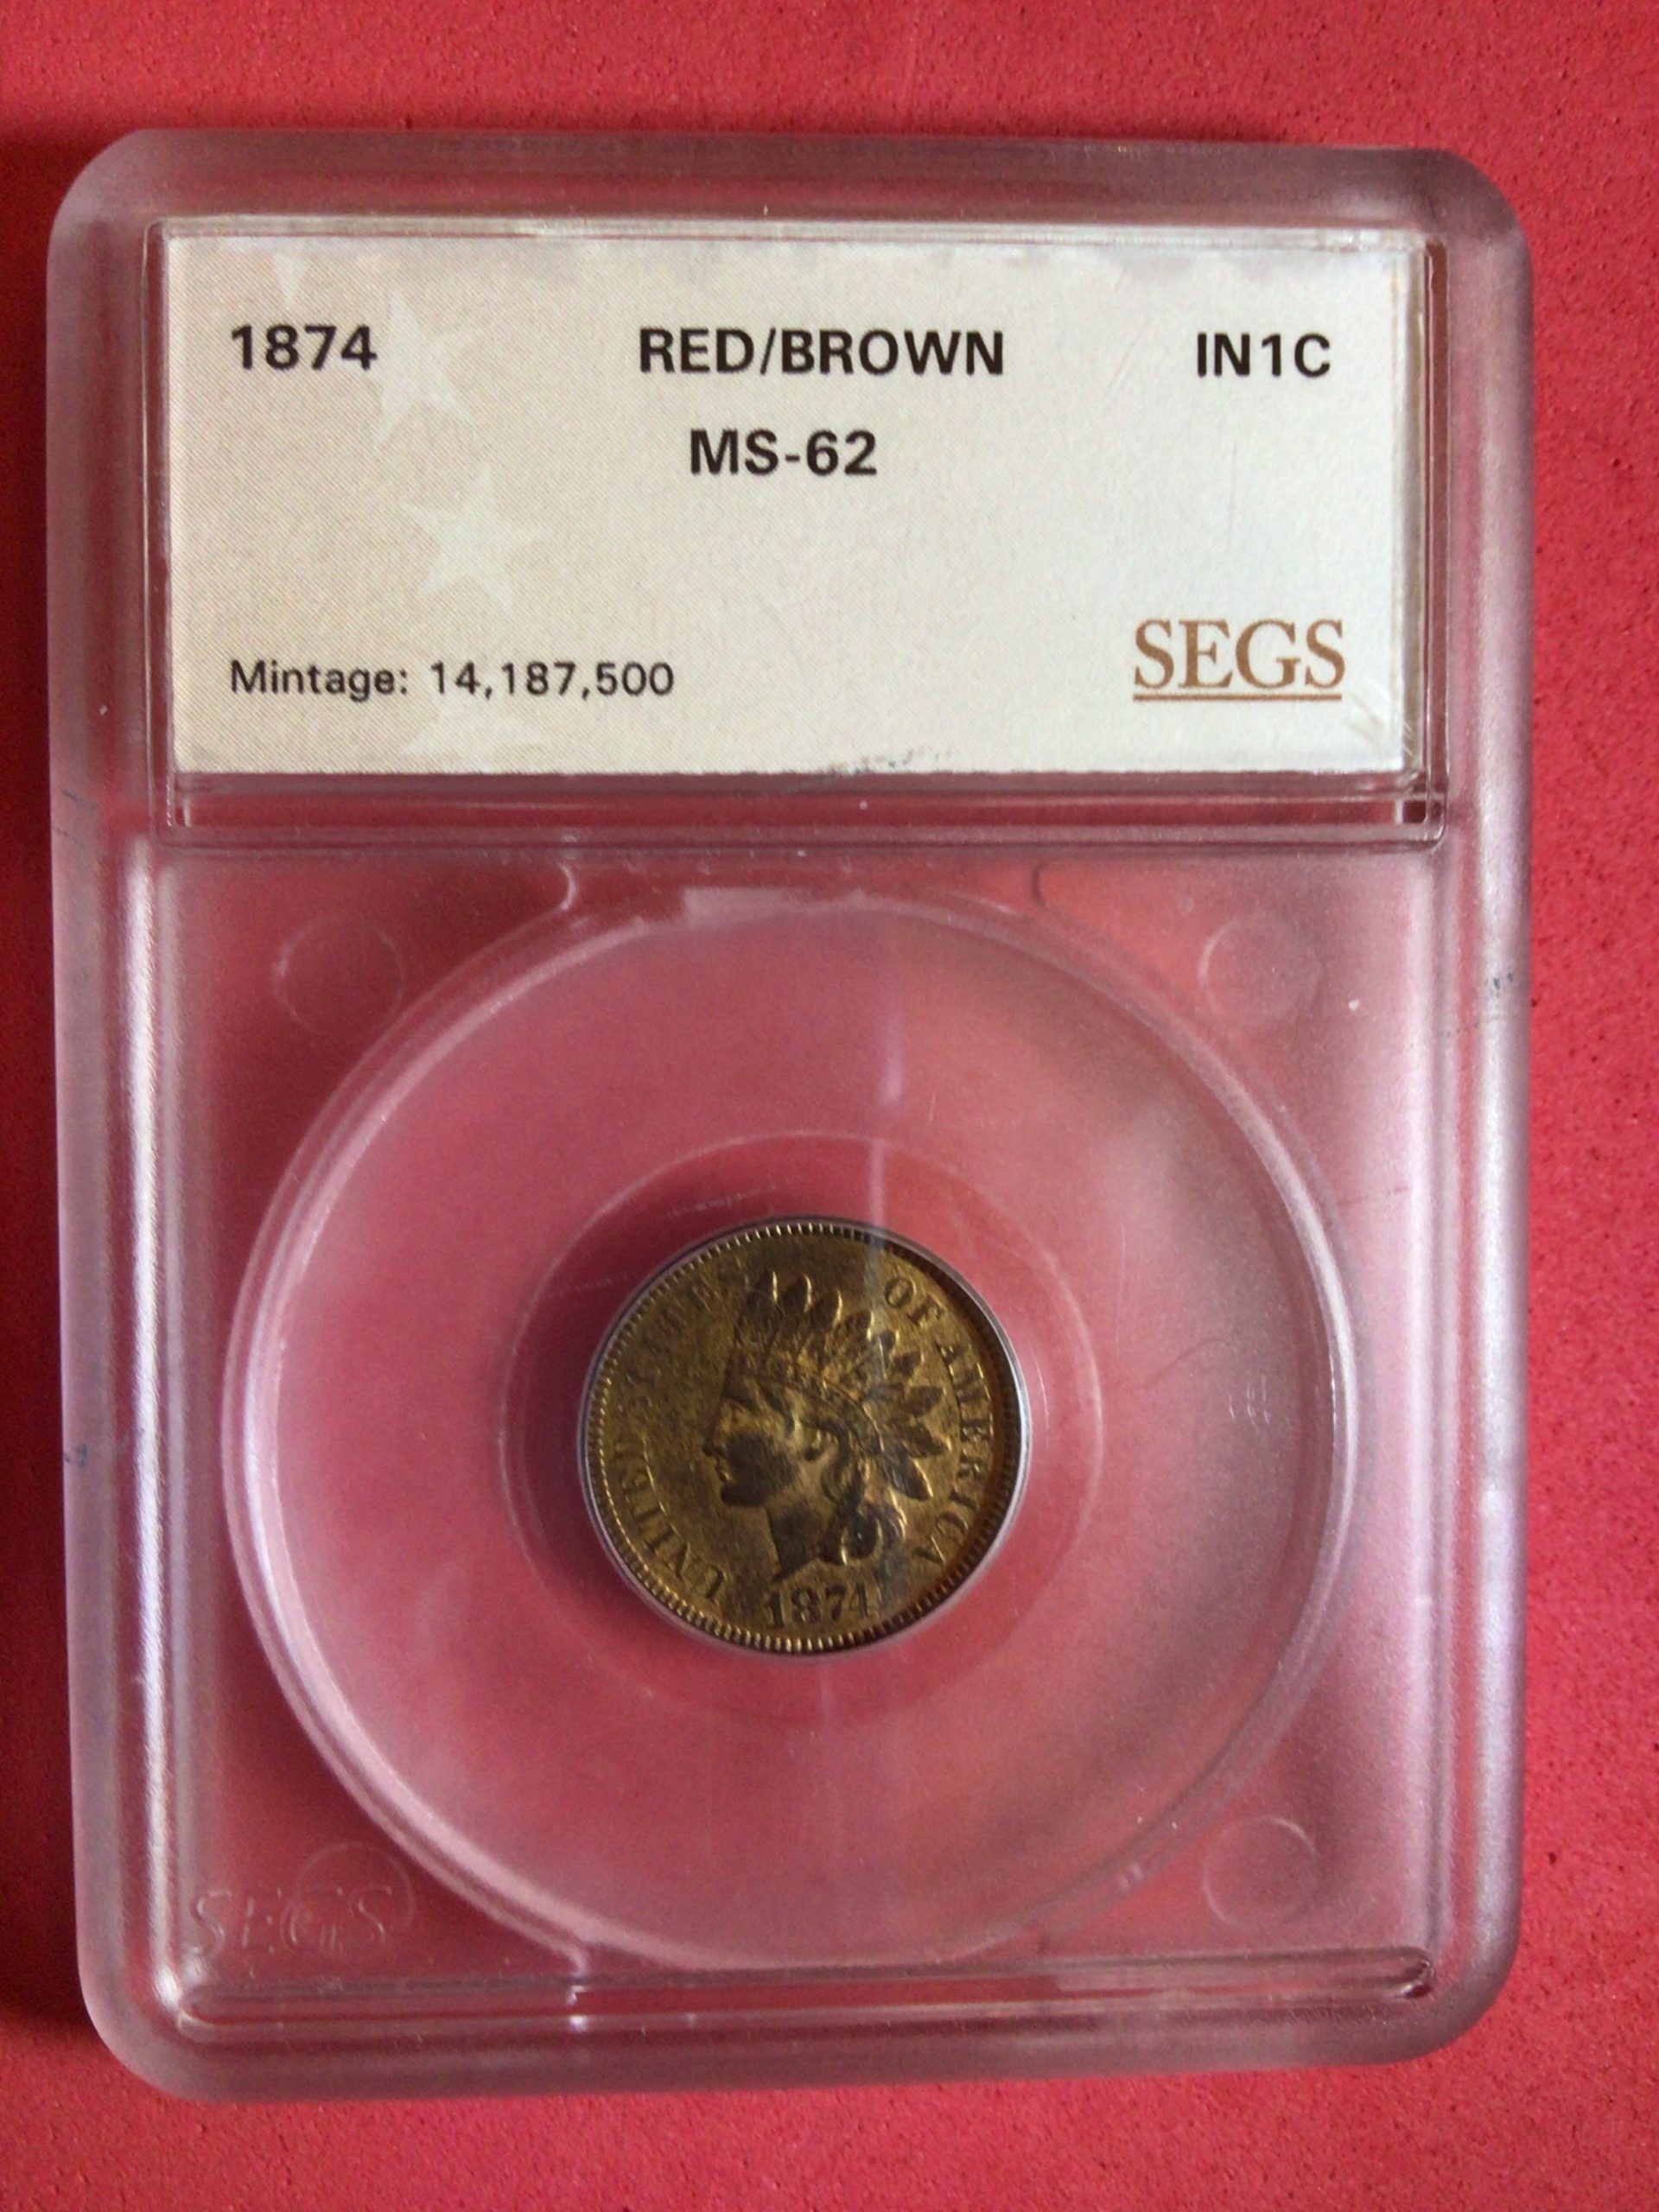 1874 RED/BROWN IN1C
MS-62
Mintage: 14,187,500
SEGS
UNITED STATES OF AMERICA
1874
SEGS